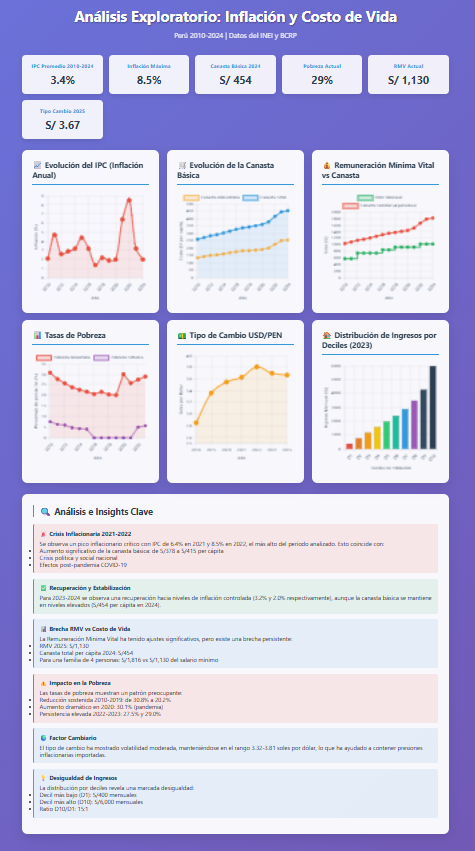 Análisis Exploratorio: Inflación y Costo de Vida
Perú 2010-2024 | Datos del INEI y BCRP
IPC Promedio 2010-2024
3.4%
Inflación Máxima
8.5%
Canasta Básica 2024
S/ 454
Pobreza Actual
29%
RMV Actual
S/ 1,130
Tipo Cambio 2025
S/ 3.67
Evolución del IPC (Inflación
Anual)
Evolución de la Canasta
Básica
Remuneración Mínima Vital
vs Canasta
Tasas de Pobreza
Tipo de Cambio USD/PEN
Distribución de Ingresos por
Deciles (2023)
Análisis e Insights Clave
Crisis Inflacionaria 2021-2022
Se observa un pico inflacionario crítico con IPC de 6.4% en 2021 y 8.5% en 2022, el más alto del período analizado. Esto coincide con:
Aumento significativo de la canasta básica: de S/378 a S/415 per cápita
Crisis política y social nacional
Efectos post-pandemia COVID-19
Recuperación y Estabilización
Para 2023-2024 se observa una recuperación hacia niveles de inflación controlada (3.2% y 2.0% respectivamente), aunque la canasta básica se mantiene
en niveles elevados (S/454 per cápita en 2024).
Brecha RMV vs Costo de Vida
La Remuneración Mínima Vital ha tenido ajustes significativos, pero existe una brecha persistente:
RMV 2025: S/1,130
Canasta total per cápita 2024: S/454
Para una familia de 4 personas: S/1,816 vs S/1,130 del salario mínimo
Impacto en la Pobreza
Las tasas de pobreza muestran un patrón preocupante:
Reducción sostenida 2010-2019: de 30.8% a 20.2%
Aumento dramático en 2020: 30.1% (pandemia)
Persistencia elevada 2022-2023: 27.5% y 29.0%
Factor Cambiario
El tipo de cambio ha mostrado volatilidad moderada, manteniéndose en el rango 3.32-3.81 soles por dólar, lo que ha ayudado a contener presiones
inflacionarias importadas.
Desigualdad de Ingresos
La distribución por deciles revela una marcada desigualdad:
Decil más bajo (D1): S/400 mensuales
Decil más alto (D10): S/6,000 mensuales
Ratio D10/D1: 15:1